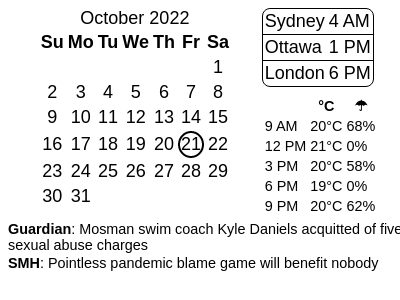 October 2022
Su Mo Tu We Th Fr Sa
1
2 3 4 5 6 7 8
9 10 11 12 13 14 15
16 17 18 19 20 21 22
23 24 25 26 27 28 29
30 31
Sydney 4 AM
Ottawa 1 PM
London 6 PM
°C ☂
9 AM 20°C 68%
12 PM 21°C 0%
3 PM 20°C 58%
6 PM 19°C 0%
9 PM 20°C 62%
Guardian: Mosman swim coach Kyle Daniels acquitted of five
sexual abuse charges
SMH: Pointless pandemic blame game will benefit nobody